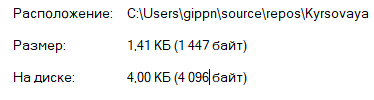 Расположение: C:\Users\gippn\source\repos\Kyrsovaya
Размер: 1,41 КБ (1 447 байт)
На диске: 4,00 КБ (4 096 байт)